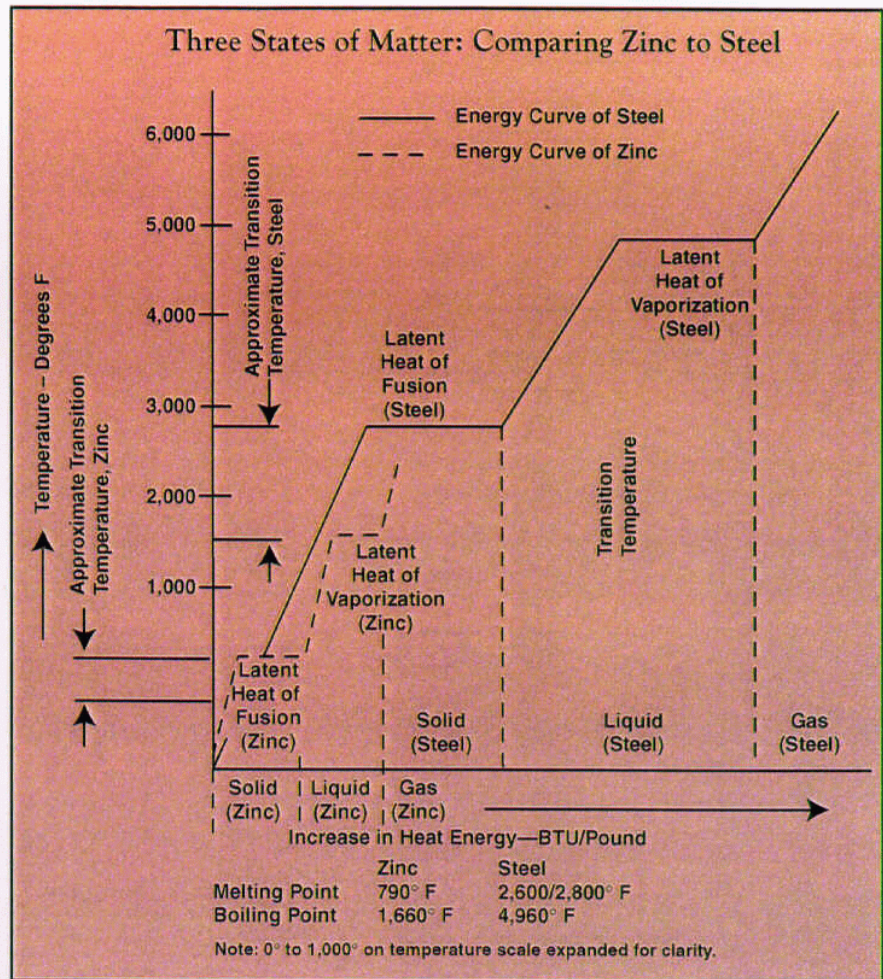 Three States of Matter: Comparing Zinc to Steel
Energy Curve of Steel
Energy Curve of Zinc
6,000
5,000
4,000
3,000
2,000
1,000
Temperature – Degrees F
Approximate Transition
Temperature, Zinc
Approximate Transition
Temperature, Steel
Latent
Heat of
Fusion
(Steel)
Latent
Heat of
Vaporization
(Steel)
Latent
Heat of
Vaporization
(Zinc)
Latent
Heat of
Fusion
(Zinc)
Transition
Temperature
Solid
(Steel)
Liquid
(Steel)
Gas
(Steel)
Solid
(Zinc)
Liquid
(Zinc)
Gas
(Zinc)
Increase in Heat Energy—BTU/Pound
Zinc Steel
Melting Point 790° F 2,600/2,800° F
Boiling Point 1,660° F 4,960° F
Note: 0° to 1,000° on temperature scale expanded for clarity.